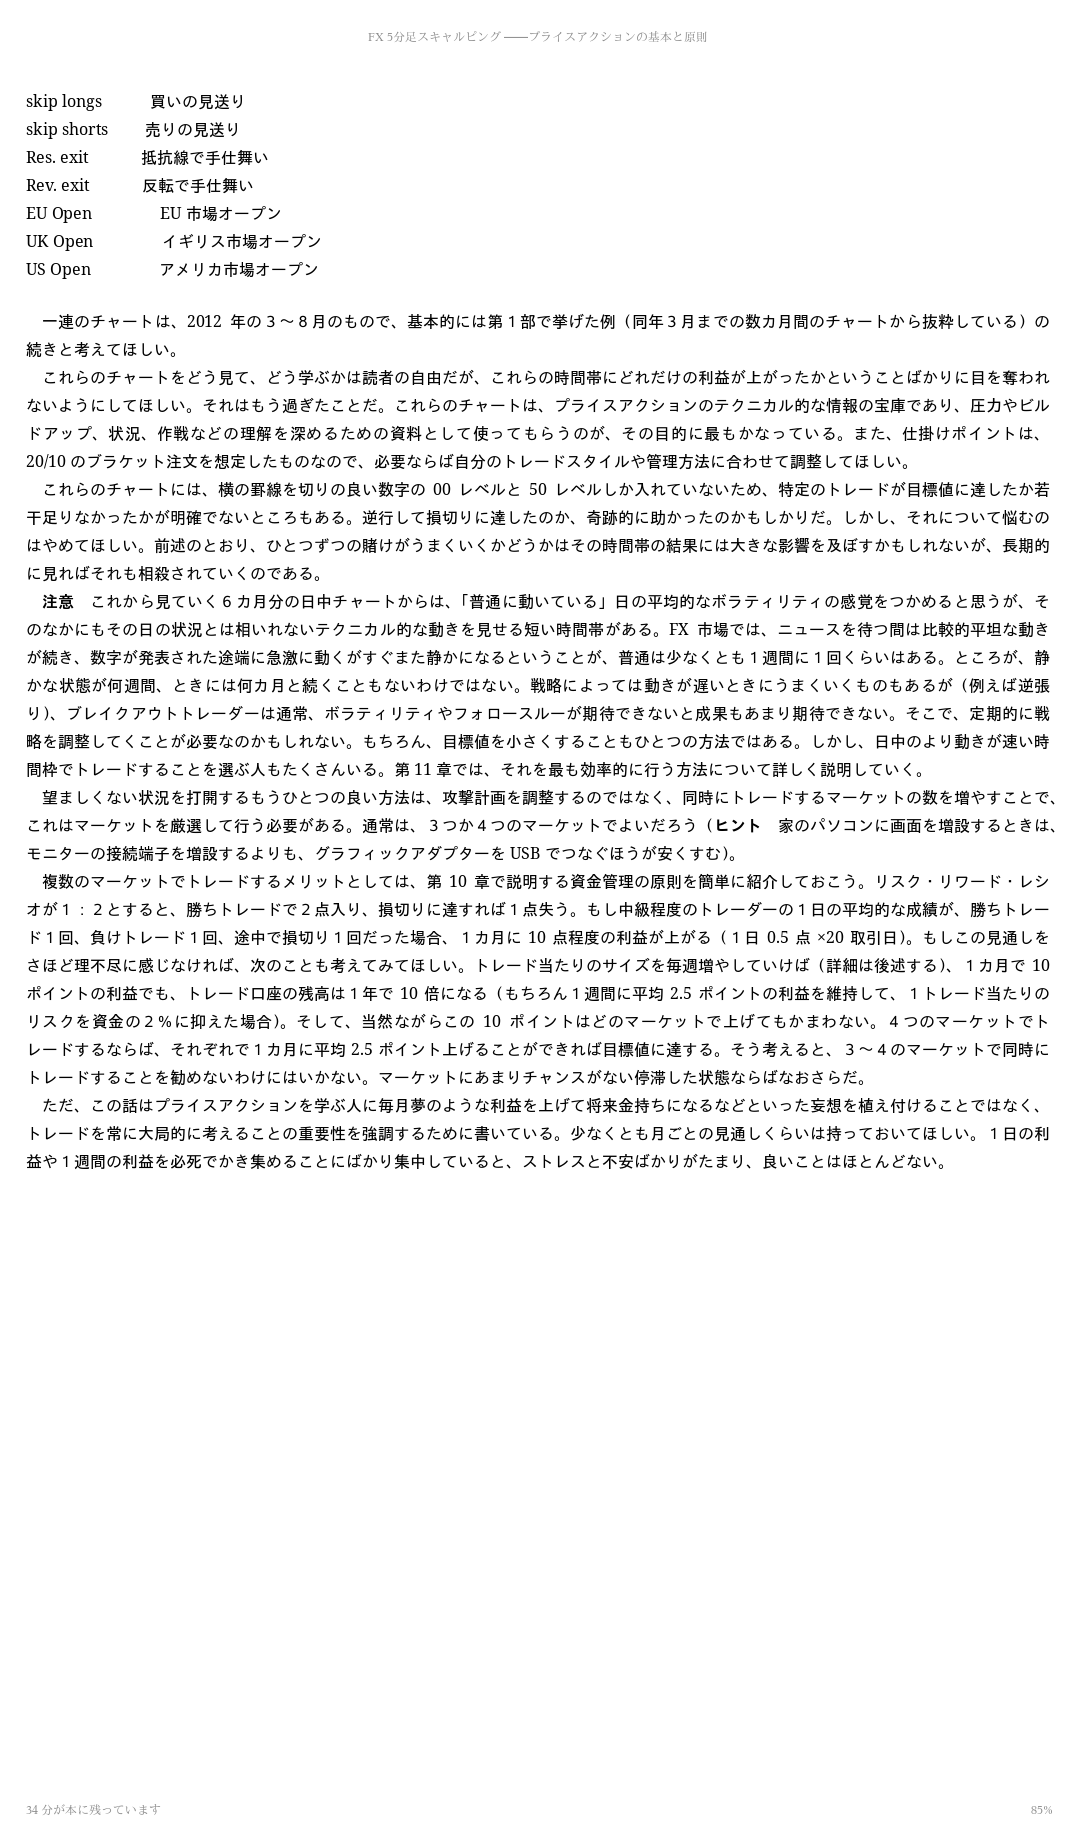 FX 5分足スキャルピング ――プライスアクションの基本と原則
skip longs　　　買いの見送り
skip shorts　　売りの見送り
Res. exit　　　抵抗線で手仕舞い
Rev. exit　　　反転で手仕舞い
EU Open　　　　EU 市場オープン
UK Open　　　　イギリス市場オープン
US Open　　　　アメリカ市場オープン
　一連のチャートは、2012 年の３～８月のもので、基本的には第１部で挙げた例（同年３月までの数カ月間のチャートから抜粋している）の
続きと考えてほしい。
　これらのチャートをどう見て、どう学ぶかは読者の自由だが、これらの時間帯にどれだけの利益が上がったかということばかりに目を奪われ
ないようにしてほしい。それはもう過ぎたことだ。これらのチャートは、プライスアクションのテクニカル的な情報の宝庫であり、圧力やビル
ドアップ、状況、作戦などの理解を深めるための資料として使ってもらうのが、その目的に最もかなっている。また、仕掛けポイントは、
20/10 のブラケット注文を想定したものなので、必要ならば自分のトレードスタイルや管理方法に合わせて調整してほしい。
　これらのチャートには、横の罫線を切りの良い数字の 00 レベルと 50 レベルしか入れていないため、特定のトレードが目標値に達したか若
干足りなかったかが明確でないところもある。逆行して損切りに達したのか、奇跡的に助かったのかもしかりだ。しかし、それについて悩むの
はやめてほしい。前述のとおり、ひとつずつの賭けがうまくいくかどうかはその時間帯の結果には大きな影響を及ぼすかもしれないが、長期的
に見ればそれも相殺されていくのである。
　注意　これから見ていく６カ月分の日中チャートからは、「普通に動いている」日の平均的なボラティリティの感覚をつかめると思うが、そ
のなかにもその日の状況とは相いれないテクニカル的な動きを見せる短い時間帯がある。FX 市場では、ニュースを待つ間は比較的平坦な動き
が続き、数字が発表された途端に急激に動くがすぐまた静かになるということが、普通は少なくとも１週間に１回くらいはある。ところが、静
かな状態が何週間、ときには何カ月と続くこともないわけではない。戦略によっては動きが遅いときにうまくいくものもあるが（例えば逆張
り）、ブレイクアウトトレーダーは通常、ボラティリティやフォロースルーが期待できないと成果もあまり期待できない。そこで、定期的に戦
略を調整してくことが必要なのかもしれない。もちろん、目標値を小さくすることもひとつの方法ではある。しかし、日中のより動きが速い時
間枠でトレードすることを選ぶ人もたくさんいる。第 11 章では、それを最も効率的に行う方法について詳しく説明していく。
　望ましくない状況を打開するもうひとつの良い方法は、攻撃計画を調整するのではなく、同時にトレードするマーケットの数を増やすことで、
これはマーケットを厳選して行う必要がある。通常は、３つか４つのマーケットでよいだろう（ヒント　家のパソコンに画面を増設するときは、
モニターの接続端子を増設するよりも、グラフィックアダプターを USB でつなぐほうが安くすむ）。
　複数のマーケットでトレードするメリットとしては、第 10 章で説明する資金管理の原則を簡単に紹介しておこう。リスク・リワード・レシ
オが１：２とすると、勝ちトレードで２点入り、損切りに達すれば１点失う。もし中級程度のトレーダーの１日の平均的な成績が、勝ちトレー
ド１回、負けトレード１回、途中で損切り１回だった場合、１カ月に 10 点程度の利益が上がる（１日 0.5 点 ×20 取引日）。もしこの見通しを
さほど理不尽に感じなければ、次のことも考えてみてほしい。トレード当たりのサイズを毎週増やしていけば（詳細は後述する）、１カ月で 10
ポイントの利益でも、トレード口座の残高は１年で 10 倍になる（もちろん１週間に平均 2.5 ポイントの利益を維持して、１トレード当たりの
リスクを資金の２％に抑えた場合）。そして、当然ながらこの 10 ポイントはどのマーケットで上げてもかまわない。４つのマーケットでト
レードするならば、それぞれで１カ月に平均 2.5 ポイント上げることができれば目標値に達する。そう考えると、３～４のマーケットで同時に
トレードすることを勧めないわけにはいかない。マーケットにあまりチャンスがない停滞した状態ならばなおさらだ。
　ただ、この話はプライスアクションを学ぶ人に毎月夢のような利益を上げて将来金持ちになるなどといった妄想を植え付けることではなく、
トレードを常に大局的に考えることの重要性を強調するために書いている。少なくとも月ごとの見通しくらいは持っておいてほしい。１日の利
益や１週間の利益を必死でかき集めることにばかり集中していると、ストレスと不安ばかりがたまり、良いことはほとんどない。
34 分が本に残っています
85%